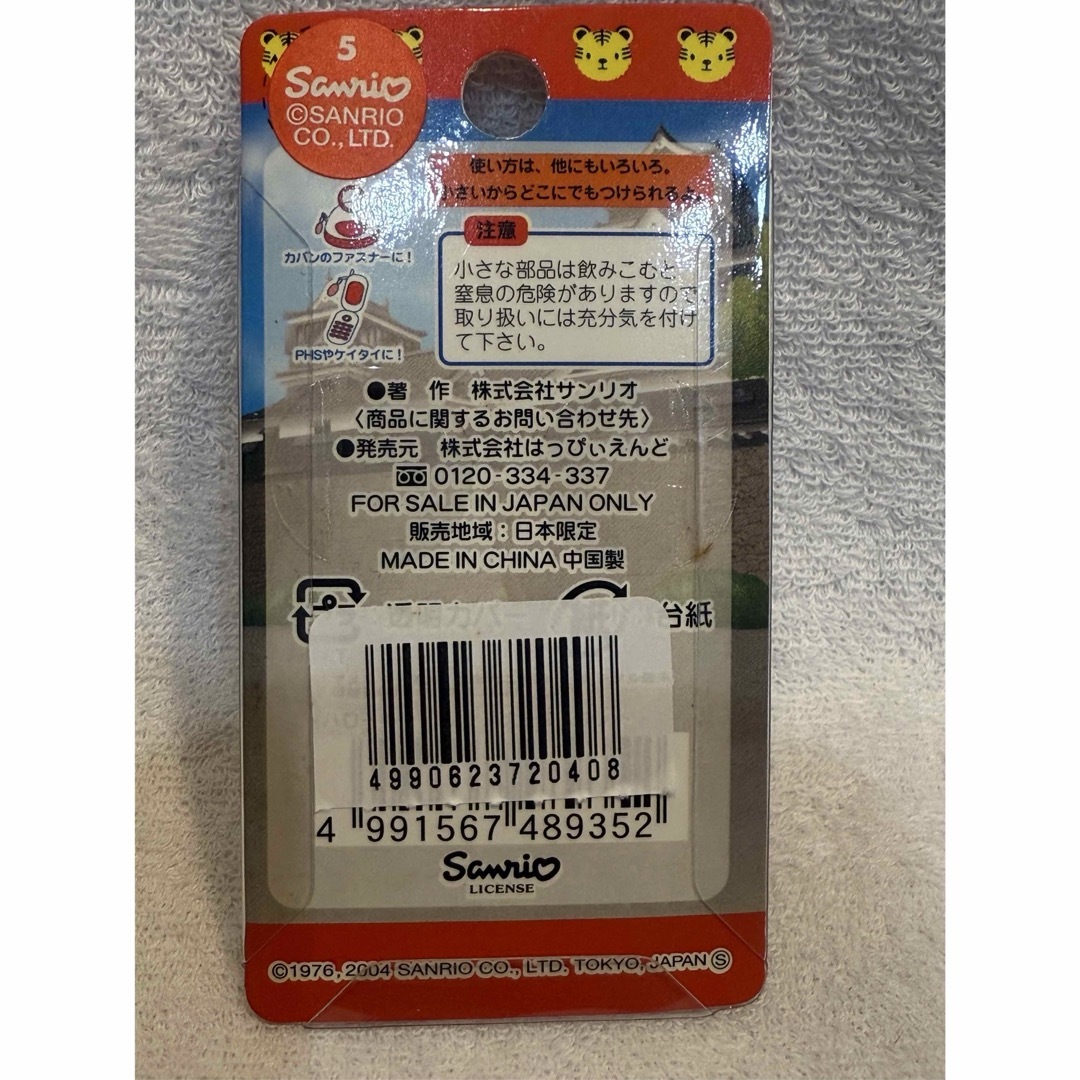 5
Sanrio
©SANRIO
CO., LTD.
使い方は、他にもいろいろ。
小さいからどこにでもつけられるよ。
カバンのファスナーに!
PHSやケイタイに!
注意
小さな部品は飲みこむと
窒息の危険がありますので、
取り扱いには充分気を付け
て下さい。
●著 作 株式会社サンリオ
〈商品に関するお問い合わせ先〉
●発売元 株式会社はっぴぃえんど
0120-334-337
FOR SALE IN JAPAN ONLY
販売地域:日本限定
MADE IN CHINA 中国製
台紙
4990623720408
4 991567 489352
Sanrio
LICENSE
©1976, 2004 SANRIO CO., LTD. TOKYO, JAPAN Ⓢ